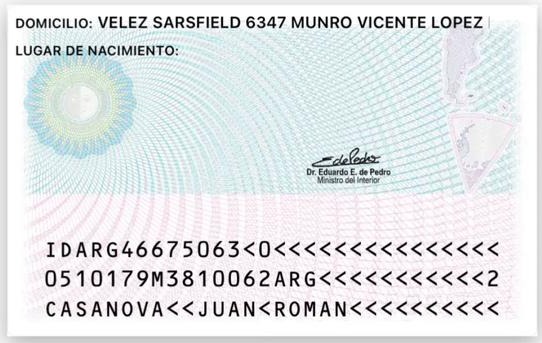 DOMICILIO: VELEZ SARSFIELD 6347 MUNRO VICENTE LOPEZ
LUGAR DE NACIMIENTO:
Dr. Eduardo E. de Pedro
Ministro del Interior
IDARG46675063<0<<<<<<<<<<<<<<<
0510179M3810062ARG<<<<<<<<<<<2
CASANOVA<<JUAN<ROMAN<<<<<<<<<<